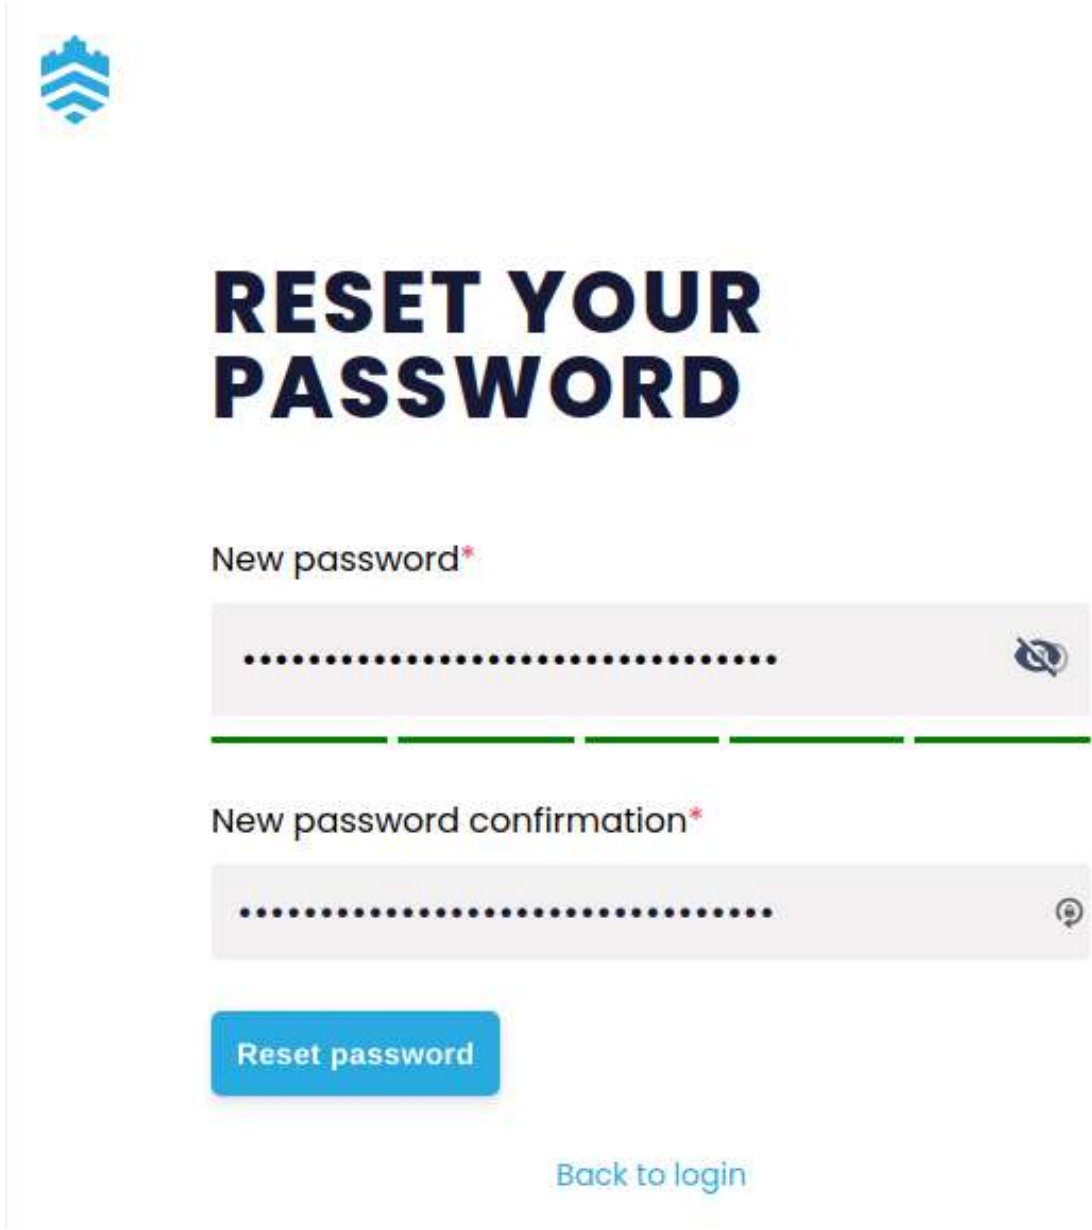 RESET YOUR
PASSWORD
New password*
•••••••••••••••••••••••••••••••••
New password confirmation*
•••••••••••••••••••••••••••••••••
Reset password
Back to login